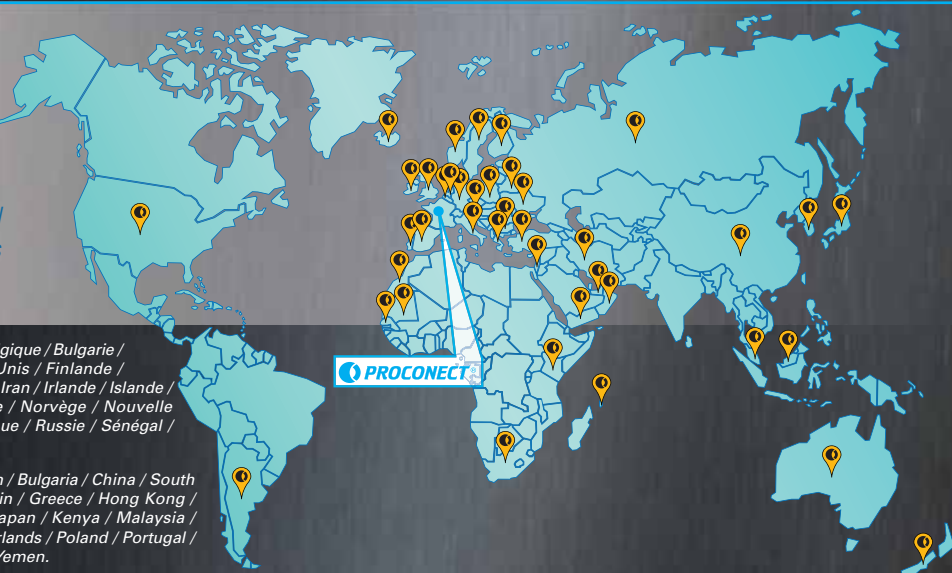 gique / Bulgarie /
Unis / Finlande /
Iran / Irlande / Islande /
e / Norvège / Nouvelle
que / Russie / Sénégal /
PROCONECT
n / Bulgaria / China / South
in / Greece / Hong Kong /
apan / Kenya / Malaysia /
erlands / Poland / Portugal /
Yemen.